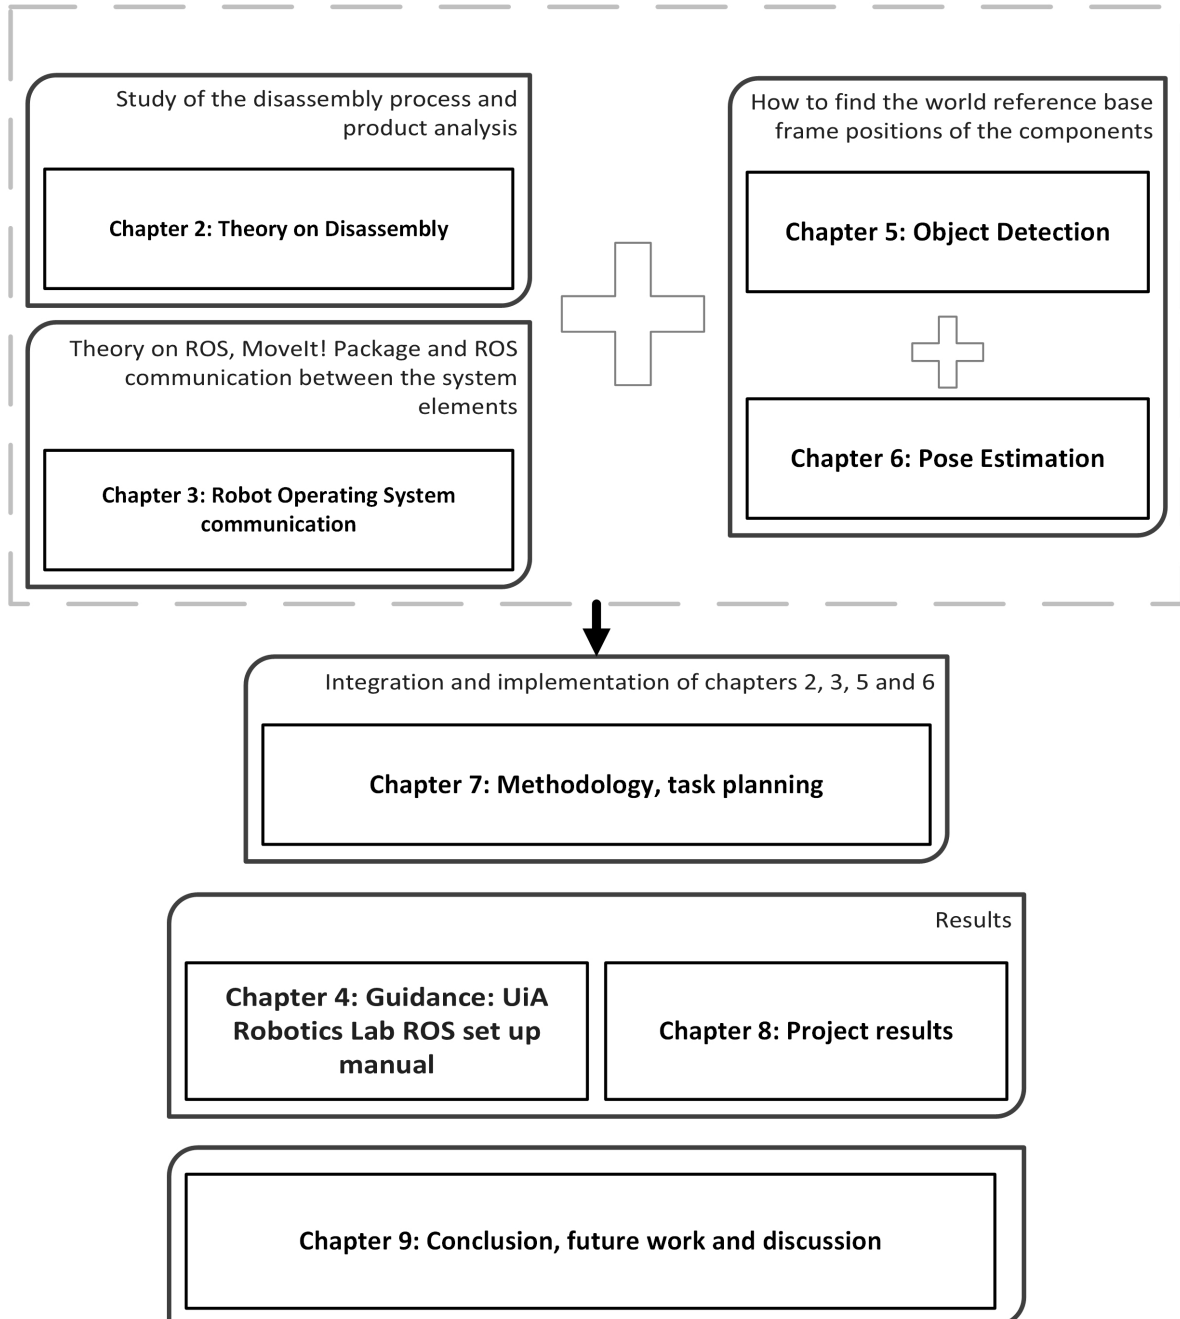 Study of the disassembly process and
product analysis
Chapter 2: Theory on Disassembly
Theory on ROS, MoveIt! Package and ROS
communication between the system
elements
Chapter 3: Robot Operating System
communication
How to find the world reference base
frame positions of the components
Chapter 5: Object Detection
Chapter 6: Pose Estimation
Integration and implementation of chapters 2, 3, 5 and 6
Chapter 7: Methodology, task planning
Results
Chapter 4: Guidance: UiA
Robotics Lab ROS set up
manual
Chapter 8: Project results
Chapter 9: Conclusion, future work and discussion